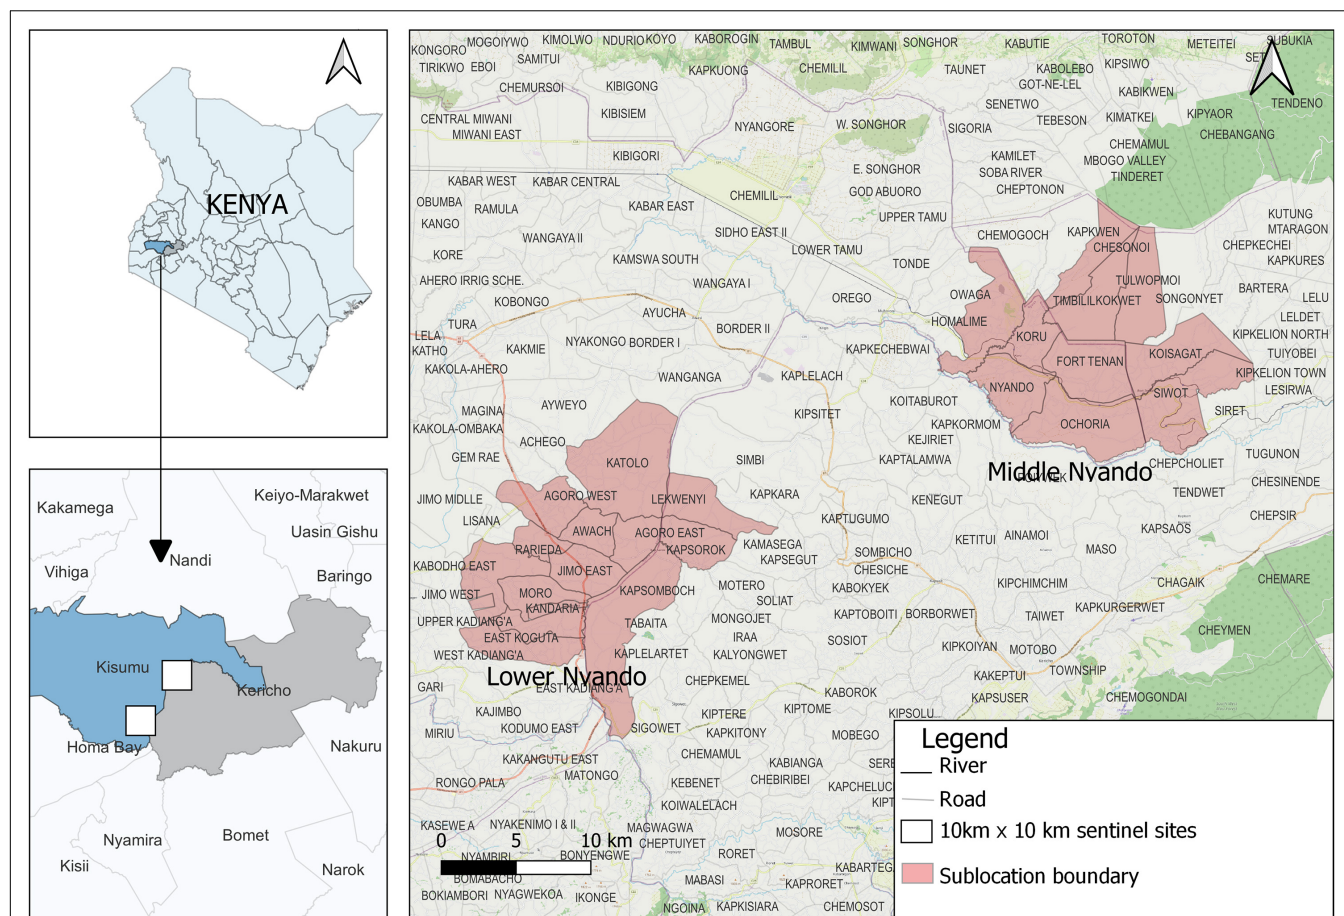 KENYA
Kakamega
Keiyo-Marakwet
Uasin Gishu
Nandi
Vihiga
Baringo
Kisumu
Kericho
Homa Bay
Nakuru
Nyamira
Bomet
Kisii
Narok
KONGORO
MOGOIYWO
KIMOLWO
NDURIO
KOYO
KABOROGIN
TAMBUL
KIMWANI
SONGHOR
KABUTIE
TOROTON
METEITEI
SUBUKIA
TIRIKWO
EBOI
SAMITUI
KAPKUONG
CHEMILIL
TAUNET
KABOLEBO
KIPSIWO
GOT-NE-LEL
CHEMURSOI
KIBIGONG
KABIKWEN
TENDENO
SENETWO
CENTRAL MIWANI
KIBISIEM
NYANGORE
W. SONGHOR
SIGORIA
TEBESON
KIMATKEI
KIPYAOR
CHEBANGANG
MIWANI EAST
KIBIGORI
KAMILET
CHEMAMUL
MBOGO VALLEY
E. SONGHOR
SOBA RIVER
TINDERET
KABAR WEST
KABAR CENTRAL
CHEMILIL
GOD ABUORO
CHEPTONON
OBUMBA
RAMULA
KABAR EAST
UPPER TAMU
KUTUNG
KANGO
SIDHO EAST II
CHEMOGOCH
KAPKWEN
MTARAGON
WANGAYA II
LOWER TAMU
CHESONOI
CHEPKECHEI
KORE
KAMSWA SOUTH
TONDE
KAPKURES
AHERO IRRIG SCHE.
WANGAYA I
TULWOPMOI
BARTERA
KOBONGO
OREGO
OWAGA
TIMBILILKOKWET
SONGONYET
LELU
AYUCHA
HOMALIME
LELDET
TURA
BORDER II
KORU
KIPKELION NORTH
LELA
KATHO
KAKMIE
NYAKONGO
BORDER I
KAPKECHEBWAI
KOISAGAT
TUIYOBEI
KAKOLA-AHERO
WANGANGA
KAPLELACH
FORT TENAN
KIPKELION TOWN
NYANDO
SIWOT
LESIRWA
MAGINA
AYWEYO
KIPSITET
KOITABUROT
SIRET
KAKOLA-OMBAKA
ACHEGO
KAPKORMOM
OCHORIA
KEJIRIET
GEM RAE
KATOLO
SIMBI
KAPTALAMWA
Middle Nyando
CHEPCHOLIET
TUGUNON
CHESINENDE
JIMO MIDLLE
AGORO WEST
LEKWENYI
KAPKARA
KENEGUT
TENDWET
LISANA
AWACH
AGORO EAST
KAPTUGUMO
CHEPSIR
KAPSAOS
RARIEDA
KAPSOROK
KAMASEGA
KAPSEGUT
SOMBICHO
KETITUI
AINAMOI
MASO
KABODHO EAST
JIMO EAST
CHESICHE
CHEMARE
JIMO WEST
MORO
KAPSOMBOCH
MOTERO
KABOKYEK
KIPCHIMCHIM
CHAGAIK
KANDARIA
SOLIAT
KAPTOBOITI
BORBORWET
TAIWET
KAPKURGERWET
UPPER KADIANG'A
TABAITA
MONGOJET
CHEYMEN
EAST KOGUTA
IRAA
SOSIOT
KIPKOIYAN
MOTOBO
WEST KADIANG'A
KAPLELARTET
KALYONGWET
KAKEPTUI
TOWNSHIP
Lower Nyando
CHEPKEMEL
GARI
EAST KADIANG'A
KABOROK
KAPSUSER
CHEMOGONDAI
KAJIMBO
KIPTERE
KIPTOME
KIPSOLU
MIRIU
KODUMO EAST
SIGOWET
KAPKITONY
MOBEGO
CHEMAMUL
KAKANGUTU EAST
KABIANGA
MATONGO
RONGO PALA
KEBENET
CHEBIRIBEI
KOIWALELACH
KASEWE A
NYAKENIMO I & II
MAGWAGWA
MOSORE
CHEPTUIYET
NYAMBIRI
BONYENGWE
RORET
BOMABACHO
MABASI
KAPRORET
BOKIAMBORI
NYAGWEKOA
IKONGE
NGOINA
KAPKISIARA
CHEMOSOT
0 5 10 km
Legend
River
Road
10km x 10 km sentinel sites
Sublocation boundary